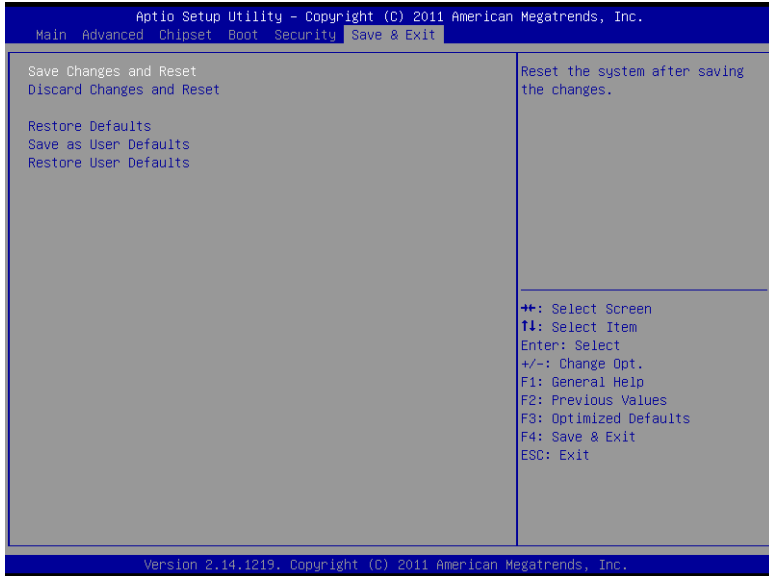 Aptio Setup Utility – Copyright (C) 2011 American Megatrends, Inc.
Main Advanced Chipset Boot Security Save & Exit
Save Changes and Reset
Discard Changes and Reset
Restore Defaults
Save as User Defaults
Restore User Defaults
Reset the system after saving
the changes.
→←: Select Screen
↑↓: Select Item
Enter: Select
+/-: Change Opt.
F1: General Help
F2: Previous Values
F3: Optimized Defaults
F4: Save & Exit
ESC: Exit
Version 2.14.1219. Copyright (C) 2011 American Megatrends, Inc.